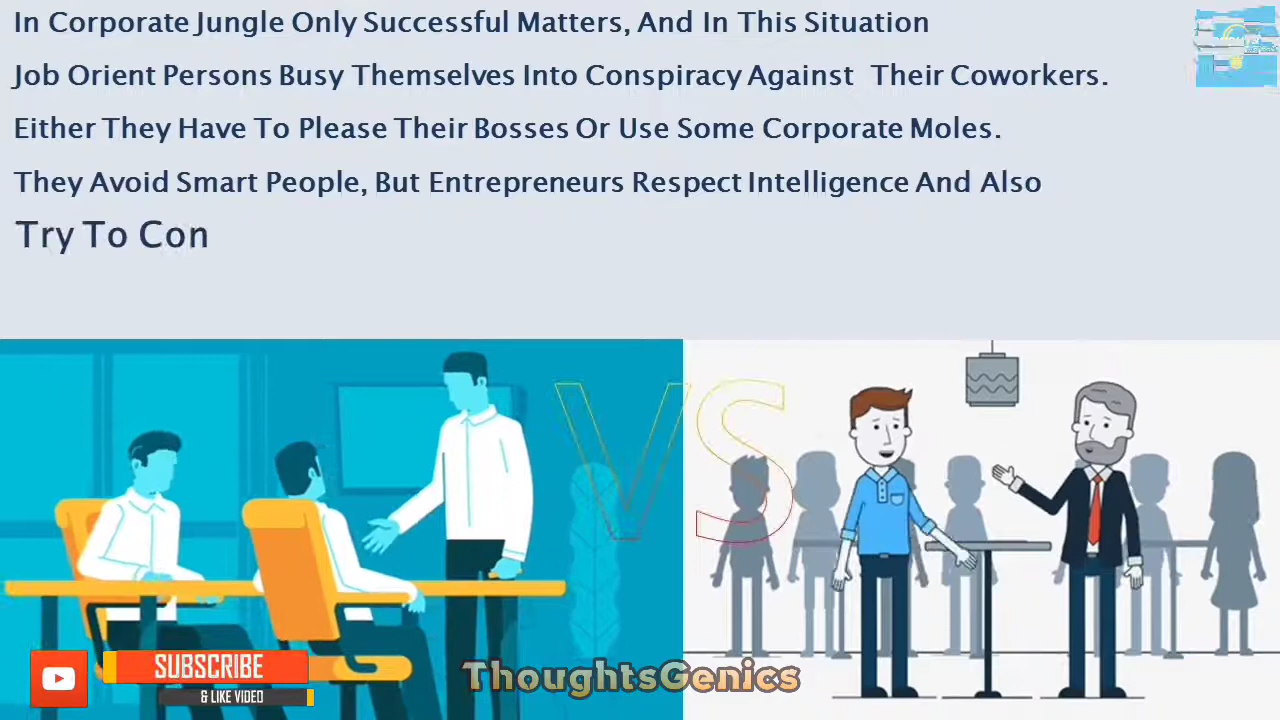 In Corporate Jungle Only Successful Matters, And In This Situation
Job Orient Persons Busy Themselves Into Conspiracy Against Their Coworkers.
Either They Have To Please Their Bosses Or Use Some Corporate Moles.
They Avoid Smart People, But Entrepreneurs Respect Intelligence And Also
Try To Con
VS
SUBSCRIBE
& LIKE VIDEO
ThoughtsGenics